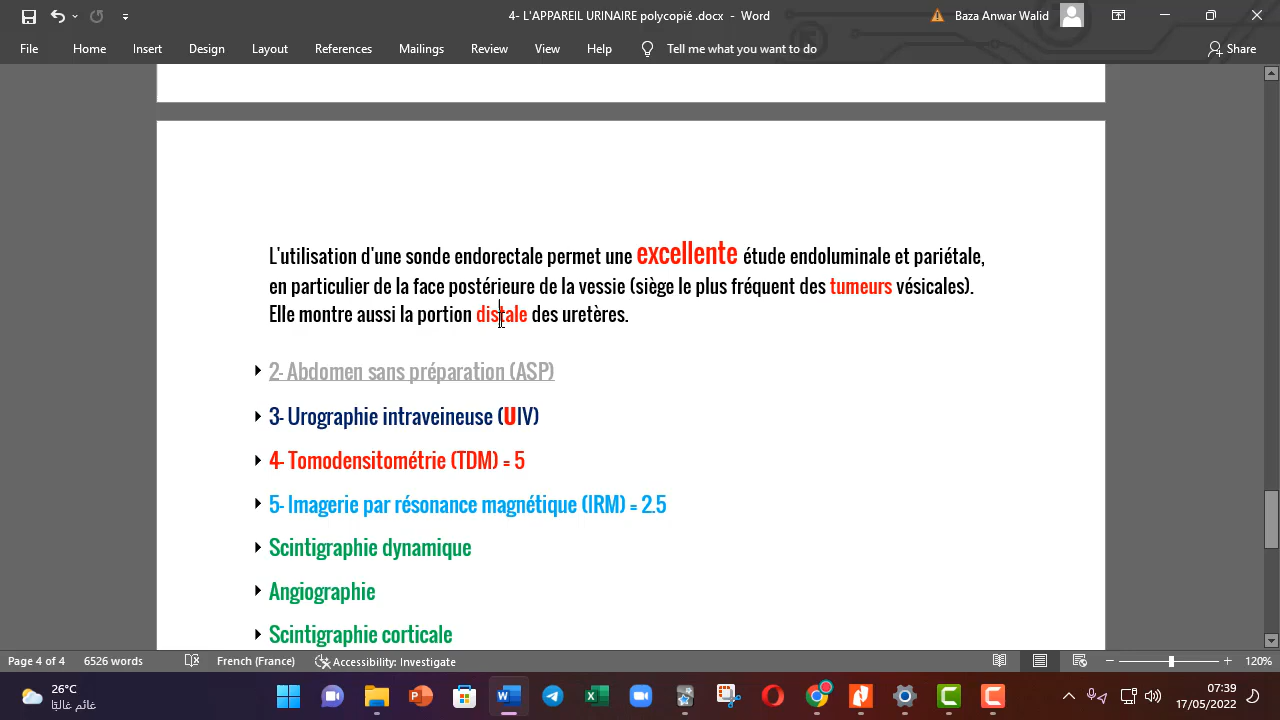 4- L'APPAREIL URINAIRE polycopié .docx - Word
Baza Anwar Walid
File Home Insert Design Layout References Mailings Review View Help Tell me what you want to do Share
L'utilisation d'une sonde endorectale permet une excellente étude endoluminale et pariétale,
en particulier de la face postérieure de la vessie (siège le plus fréquent des tumeurs vésicales).
Elle montre aussi la portion distale des uretères.
2- Abdomen sans préparation (ASP)
3- Urographie intraveineuse (UIV)
4- Tomodensitométrie (TDM) = 5
5- Imagerie par résonance magnétique (IRM) = 2.5
Scintigraphie dynamique
Angiographie
Scintigraphie corticale
Page 4 of 4 6526 words French (France) Accessibility: Investigate 120%
26°C
غائم غالبًا
07:39
17/05/2022